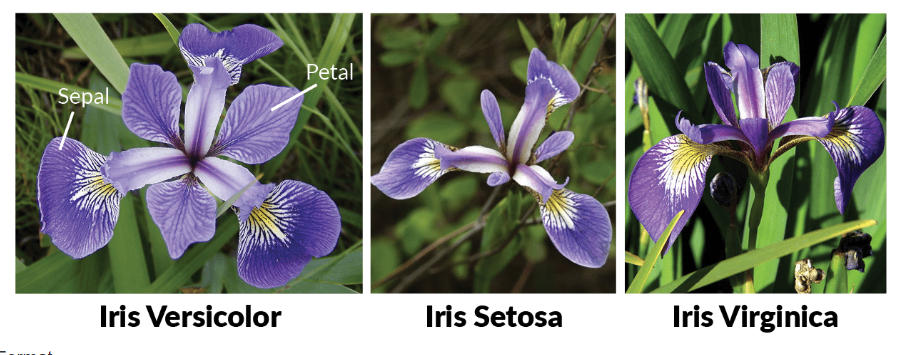 Petal
Sepal
Iris Versicolor
Iris Setosa
Iris Virginica